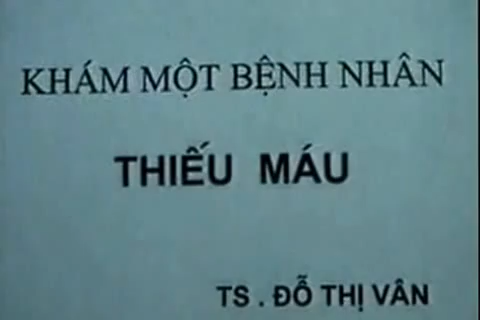 KHÁM MỘT BỆNH NHÂN
THIẾU MÁU
TS . ĐỖ THỊ VÂN